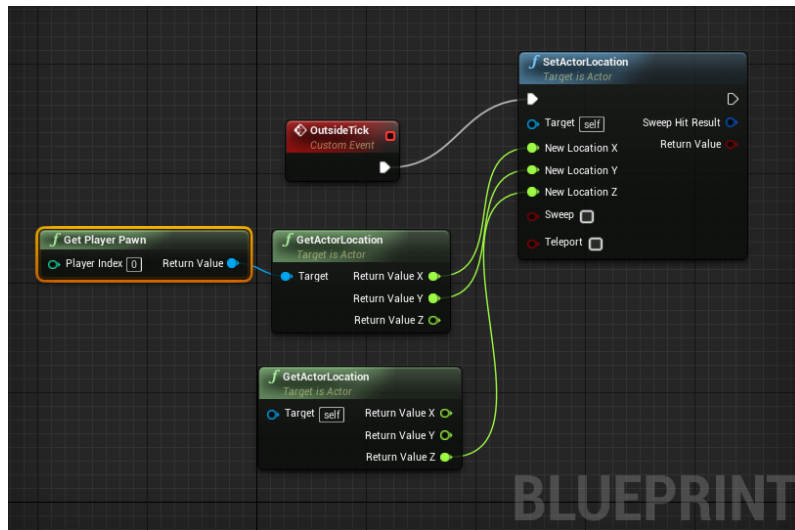 SetActorLocation
Target is Actor
Target self
Sweep Hit Result
New Location X
Return Value
New Location Y
New Location Z
Sweep
Teleport
OutsideTick
Custom Event
Get Player Pawn
Player Index 0 Return Value
GetActorLocation
Target is Actor
Target Return Value X
Return Value Y
Return Value Z
GetActorLocation
Target is Actor
Target self Return Value X
Return Value Y
Return Value Z
BLUEPRINT